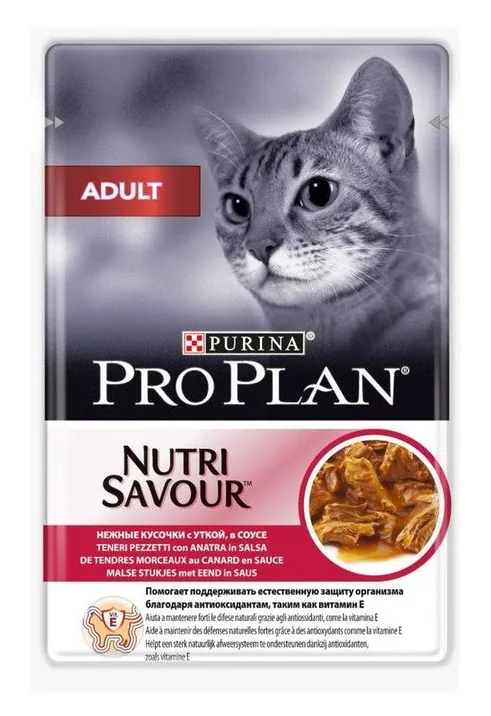 ADULT
PURINA®
PRO PLAN®
NUTRI
SAVOUR™
НЕЖНЫЕ КУСОЧКИ с УТКОЙ, в СОУСЕ
TENERI PEZZETTI con ANATRA in SALSA
DE TENDRES MORCEAUX au CANARD en SAUCE
MALSE STUKJES met EEND in SAUS
VIT.
E
Помогает поддерживать естественную защиту организма
благодаря антиоксидантам, таким как витамин E
Aiuta a mantenere forti le difese naturali grazie agli antiossidanti, come la vitamina E
Aide à maintenir des défenses naturelles fortes grâce à des antioxydants comme la vitamine E
Helpt een sterk natuurlijk afweersysteem te ondersteunen dankzij antioxidanten,
zoals vitamine E